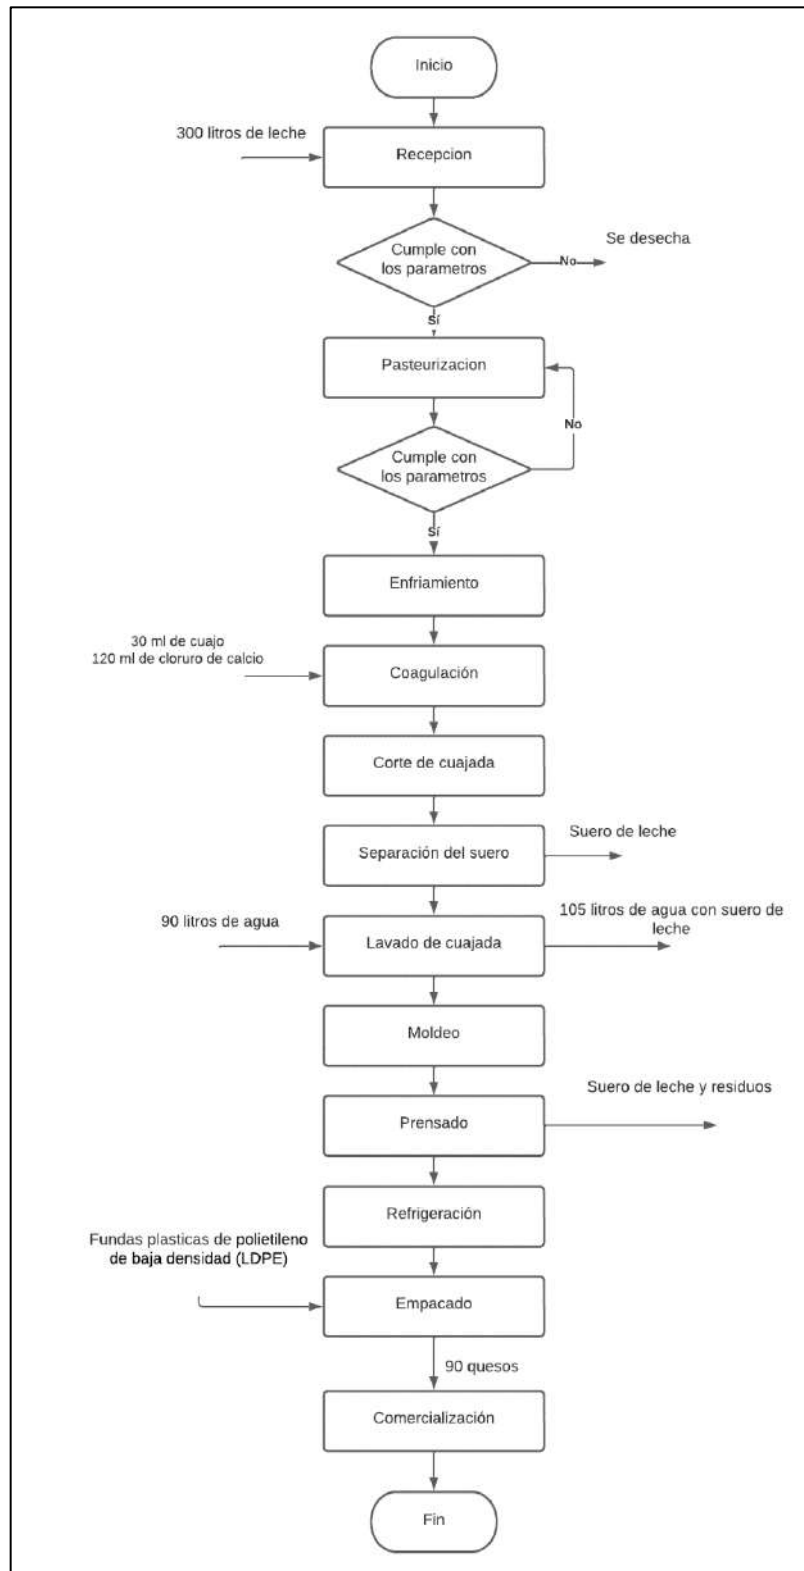 Inicio
300 litros de leche
Recepcion
Cumple con
los parametros
No
Se desecha
Sí
Pasteurizacion
No
Cumple con
los parametros
Sí
Enfriamiento
30 ml de cuajo
120 ml de cloruro de calcio
Coagulación
Corte de cuajada
Separación del suero
Suero de leche
90 litros de agua
Lavado de cuajada
105 litros de agua con suero de
leche
Moldeo
Prensado
Suero de leche y residuos
Refrigeración
Fundas plasticas de polietileno
de baja densidad (LDPE)
Empacado
90 quesos
Comercialización
Fin